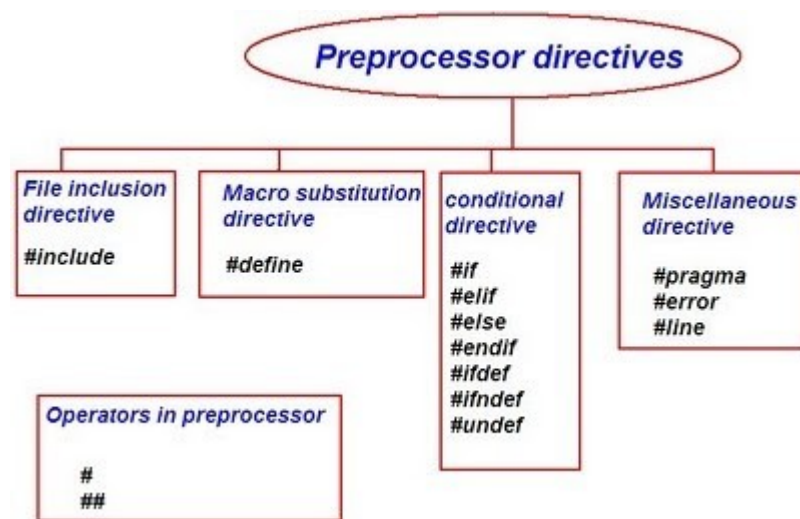 Preprocessor directives
File inclusion
directive
#include
Macro substitution
directive
#define
conditional
directive
#if
#elif
#else
#endif
#ifdef
#ifndef
#undef
Miscellaneous
directive
#pragma
#error
#line
Operators in preprocessor
#
##